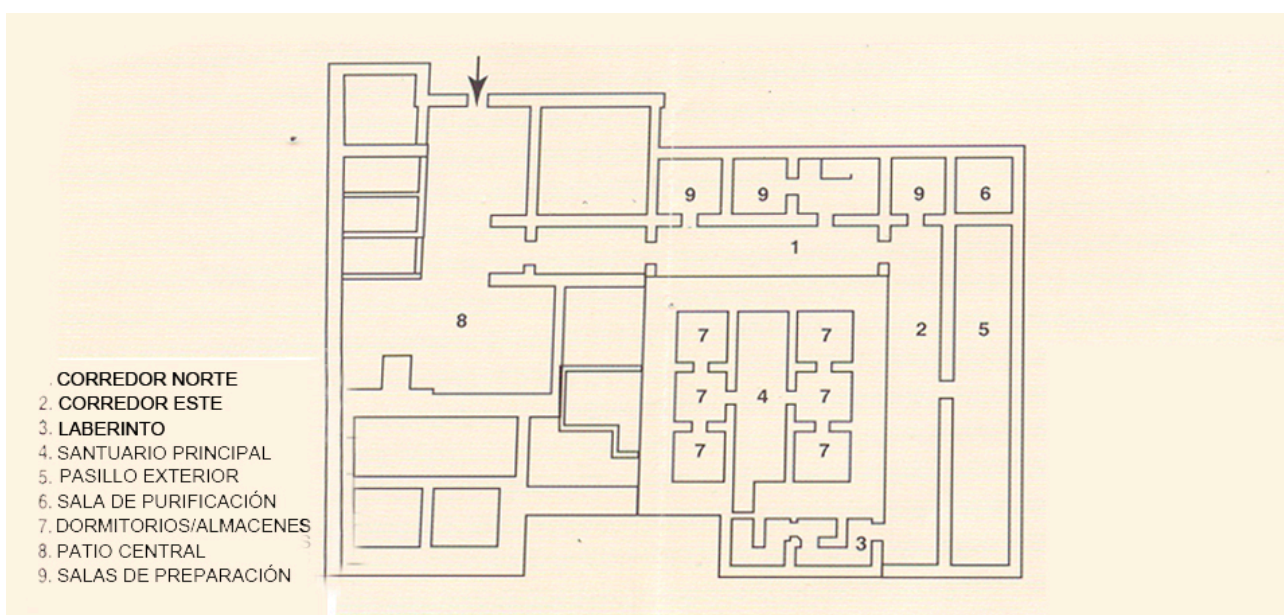 9
9
9
6
1
7
7
8
2
5
7
4
7
7
7
3
. CORREDOR NORTE
2. CORREDOR ESTE
3. LABERINTO
4. SANTUARIO PRINCIPAL
5. PASILLO EXTERIOR
6. SALA DE PURIFICACIÓN
7. DORMITORIOS/ALMACENES
8. PATIO CENTRAL
9. SALAS DE PREPARACIÓN